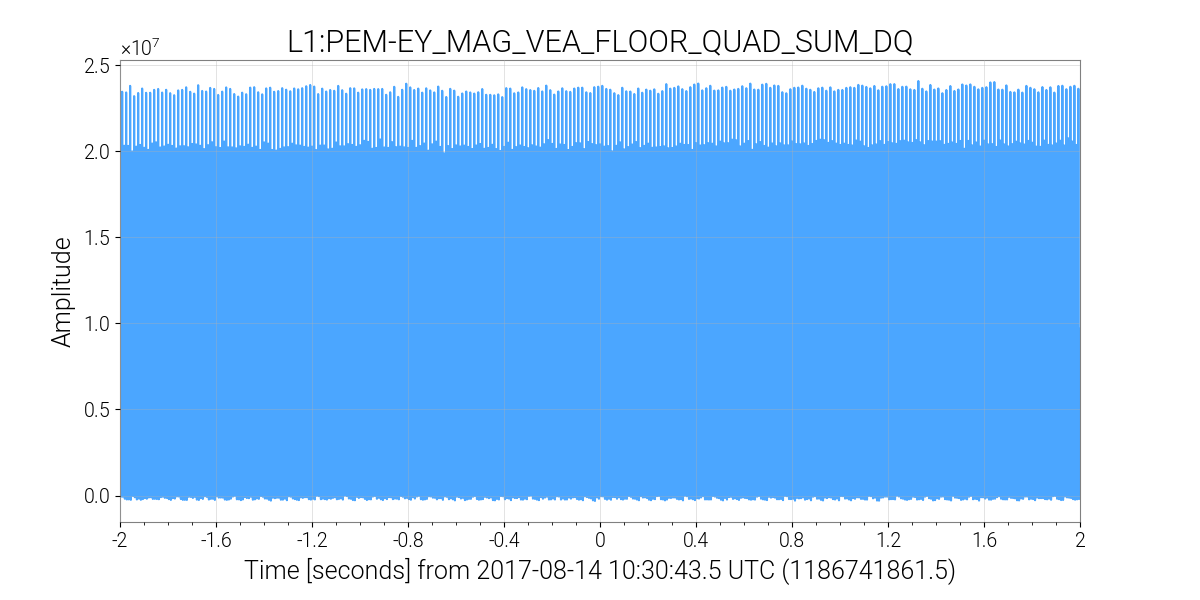 L1:PEM-EY_MAG_VEA_FLOOR_QUAD_SUM_DQ
×10⁷
2.5
2.0
1.5
1.0
0.5
0.0
Amplitude
-2 -1.6 -1.2 -0.8 -0.4 0 0.4 0.8 1.2 1.6 2
Time [seconds] from 2017-08-14 10:30:43.5 UTC (1186741861.5)